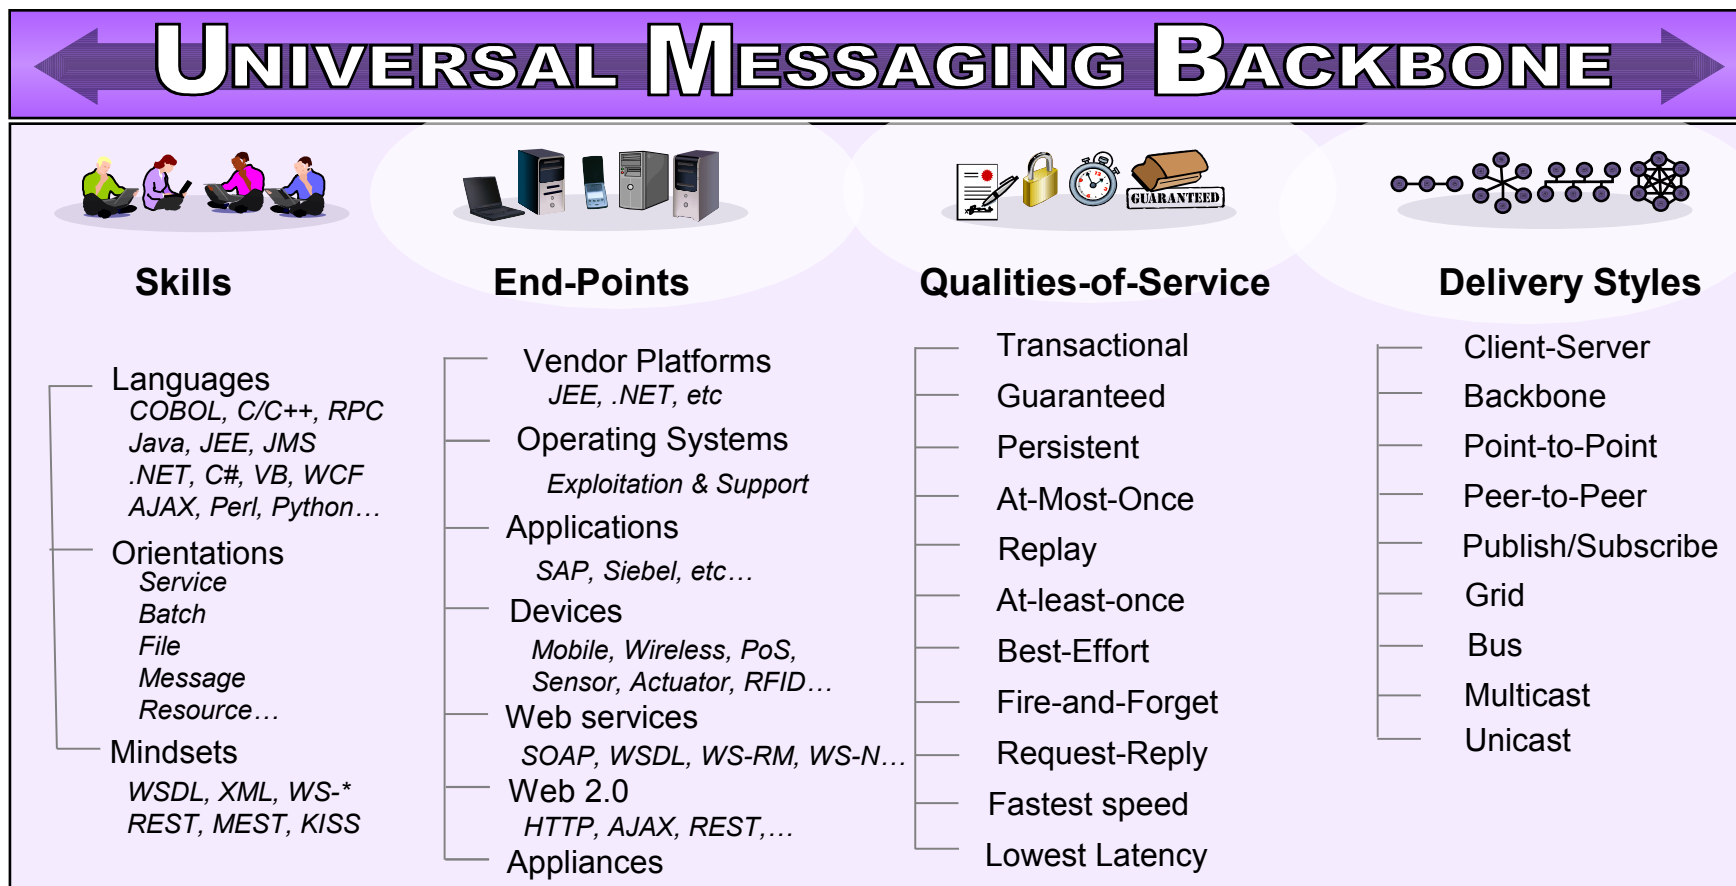 UNIVERSAL MESSAGING BACKBONE
GUARANTEED
Skills
Languages
COBOL, C/C++, RPC
Java, JEE, JMS
.NET, C#, VB, WCF
AJAX, Perl, Python…
Orientations
Service
Batch
File
Message
Resource…
Mindsets
WSDL, XML, WS-*
REST, MEST, KISS
End-Points
Vendor Platforms
JEE, .NET, etc
Operating Systems
Exploitation & Support
Applications
SAP, Siebel, etc…
Devices
Mobile, Wireless, PoS,
Sensor, Actuator, RFID…
Web services
SOAP, WSDL, WS-RM, WS-N…
Web 2.0
HTTP, AJAX, REST,…
Appliances
Qualities-of-Service
Transactional
Guaranteed
Persistent
At-Most-Once
Replay
At-least-once
Best-Effort
Fire-and-Forget
Request-Reply
Fastest speed
Lowest Latency
Delivery Styles
Client-Server
Backbone
Point-to-Point
Peer-to-Peer
Publish/Subscribe
Grid
Bus
Multicast
Unicast